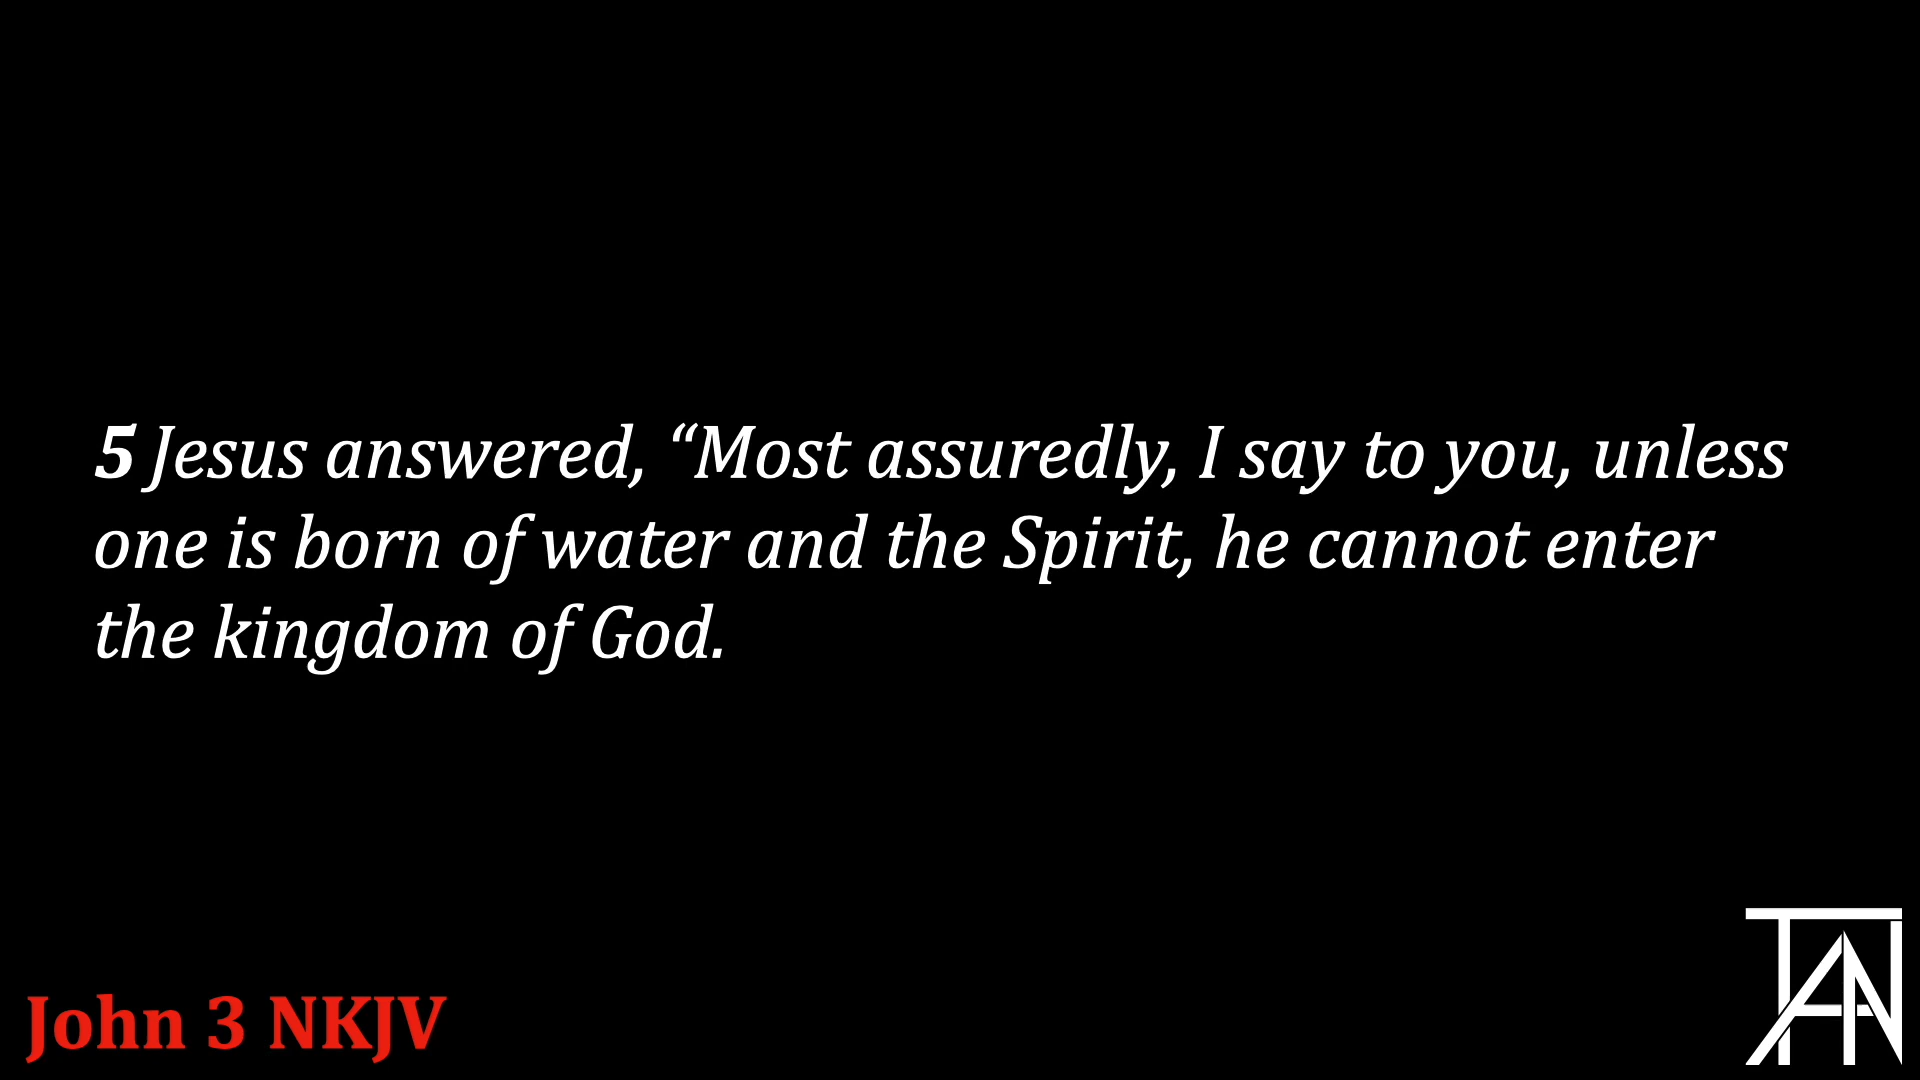 5 Jesus answered, “Most assuredly, I say to you, unless
one is born of water and the Spirit, he cannot enter
the kingdom of God.
John 3 NKJV
TAN